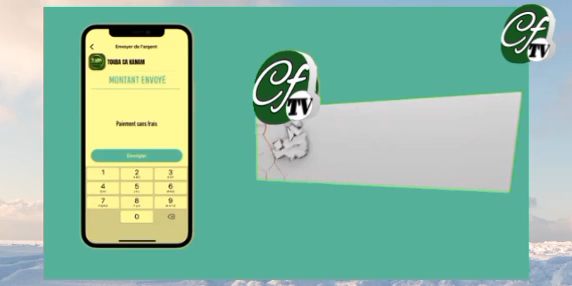 Envoyer de l'argent
TOUBA CA KANAM
MONTANT ENVOYÉ
Paiement sans frais
Envoyer
1 2 3
4 5 6
7 8 9
0
Cf
TV
Cf
TV